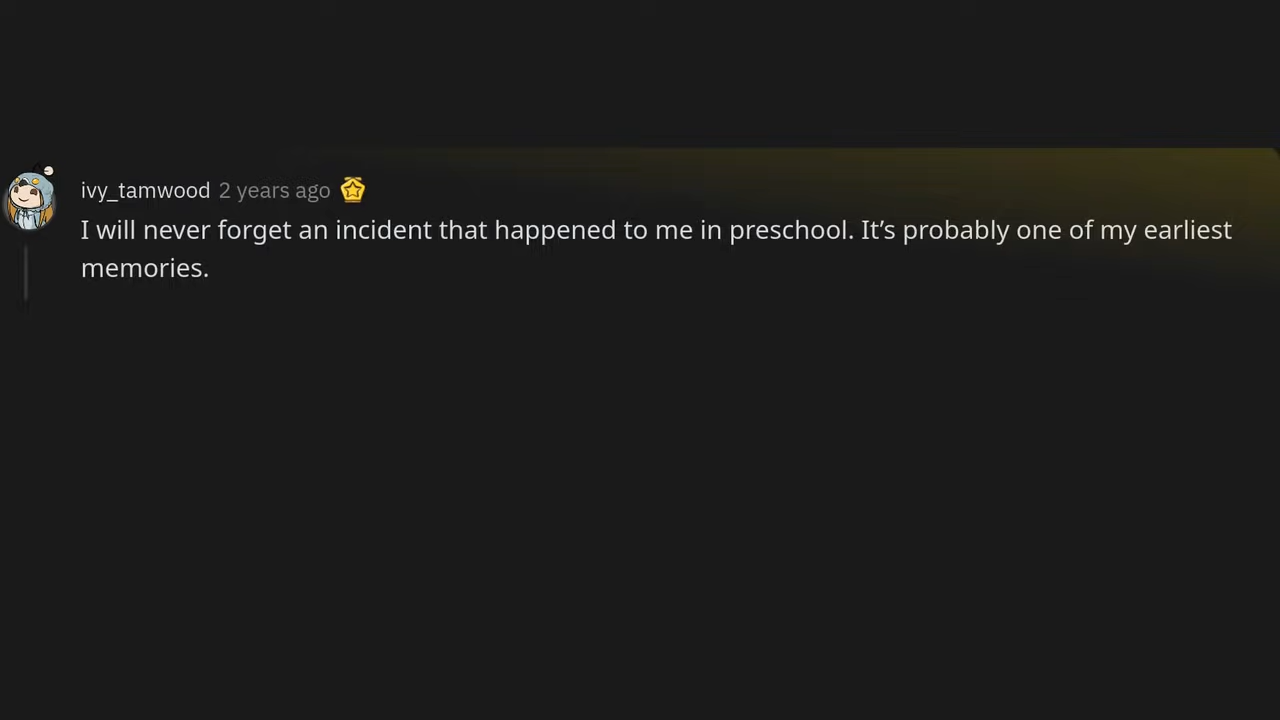 ivy_tamwood 2 years ago
I will never forget an incident that happened to me in preschool. It’s probably one of my earliest
memories.